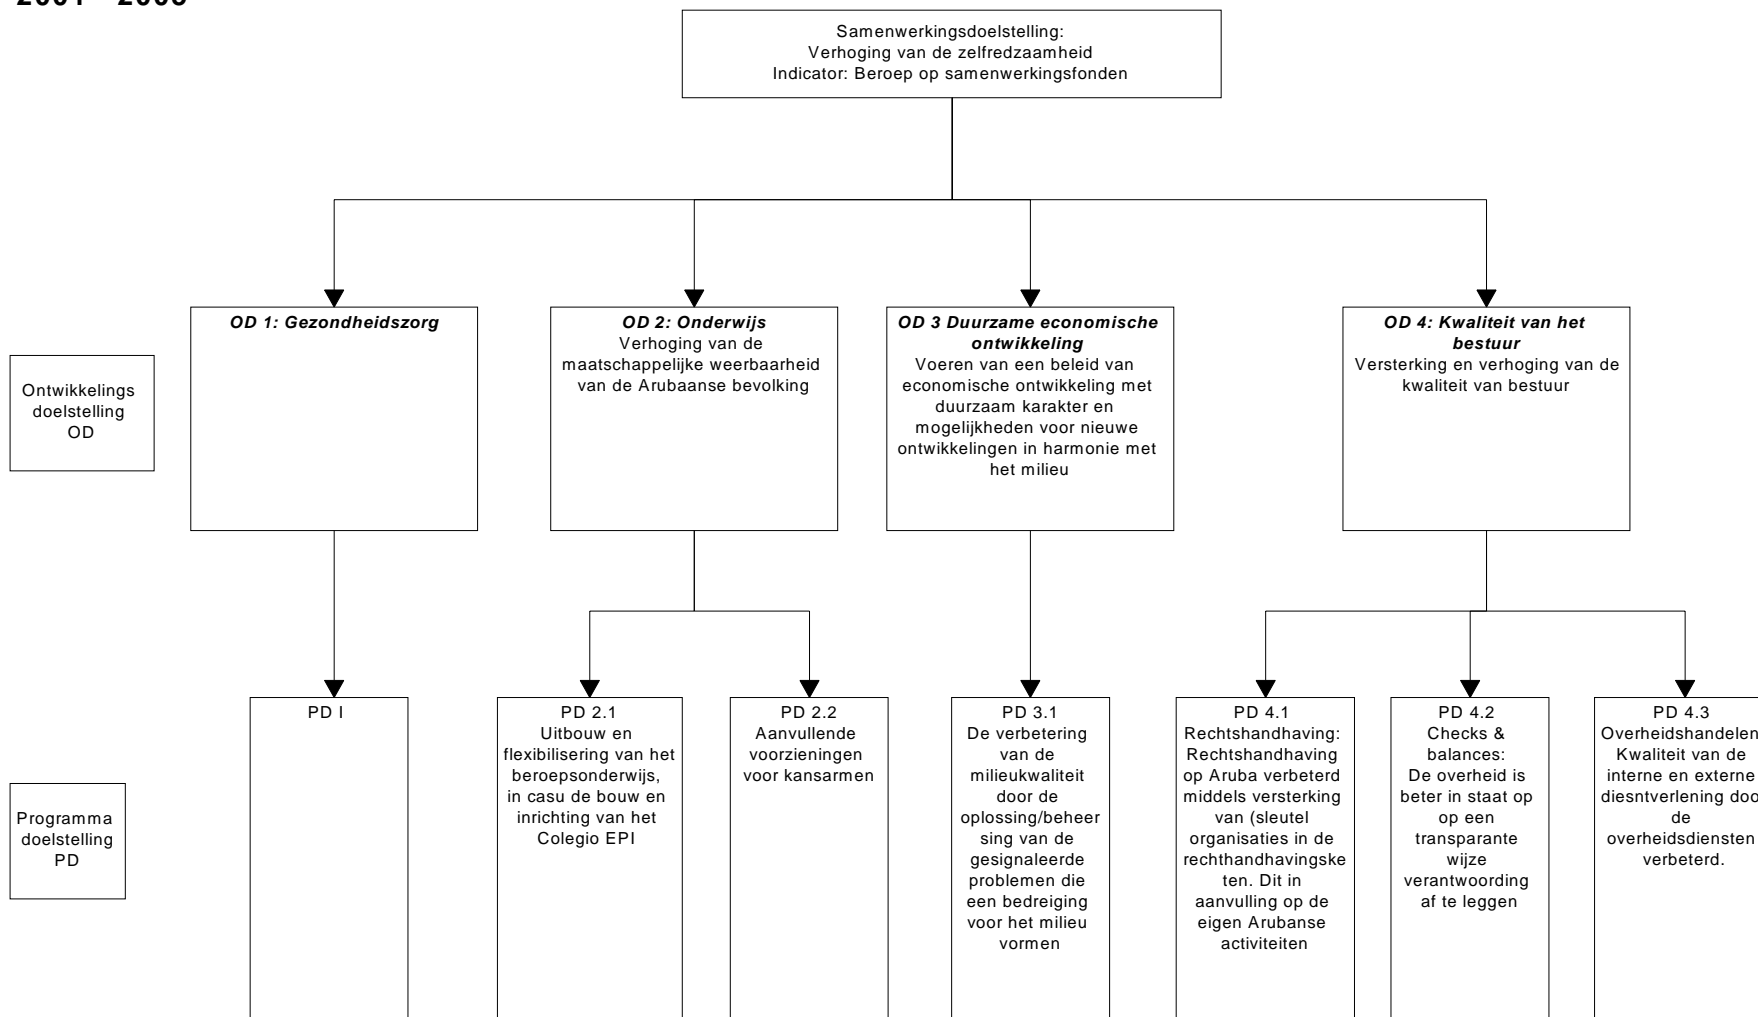 Samenwerkingsdoelstelling:
Verhoging van de zelfredzaamheid
Indicator: Beroep op samenwerkingsfonden
Ontwikkelings
doelstelling
OD
OD 1: Gezondheidszorg
OD 2: Onderwijs
Verhoging van de
maatschappelijke weerbaarheid
van de Arubaanse bevolking
OD 3 Duurzame economische
ontwikkeling
Voeren van een beleid van
economische ontwikkeling met
duurzaam karakter en
mogelijkheden voor nieuwe
ontwikkelingen in harmonie met
het milieu
OD 4: Kwaliteit van het
bestuur
Versterking en verhoging van de
kwaliteit van bestuur
Programma
doelstelling
PD
PD I
PD 2.1
Uitbouw en
flexibilisering van het
beroepsonderwijs,
in casu de bouw en
inrichting van het
Colegio EPI
PD 2.2
Aanvullende
voorzieningen
voor kansarmen
PD 3.1
De verbetering
van de
milieukwaliteit
door de
oplossing/beheer
sing van de
gesignaleerde
problemen die
een bedreiging
voor het milieu
vormen
PD 4.1
Rechtshandhaving:
Rechtshandhaving
op Aruba verbeterd
middels versterking
van (sleutel
organisaties in de
rechthandhavingske
ten. Dit in
aanvulling op de
eigen Arubanse
activiteiten
PD 4.2
Checks &
balances:
De overheid is
beter in staat op
op een
transparante
wijze
verantwoording
af te leggen
PD 4.3
Overheidshandelen
Kwaliteit van de
interne en externe
diesntverlening doo
de
overheidsdiensten
verbeterd.